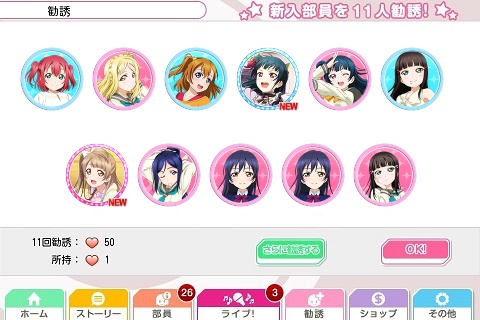 勧誘
新入部員を11人勧誘!
NEW
NEW
11回勧誘: 50
所持: 1
さらに勧誘する
OK!
26
3
ホーム
ストーリー
部員
ライブ!
勧誘
ショップ
その他